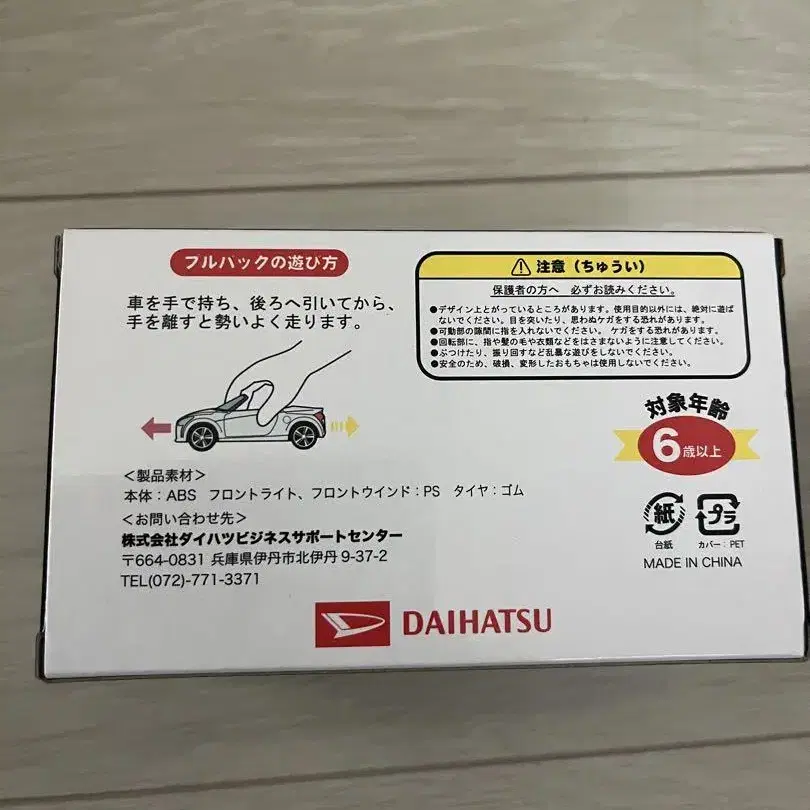 フルバックの遊び方
車を手で持ち、後ろへ引いてから、
手を離すと勢いよく走ります。
注意（ちゅうい）
保護者の方へ 必ずお読みください。
●デザイン上とがっているところがあります。使用目的以外には、絶対に遊ば
ないでください。目を突いたり、思わぬケガをする恐れがあります。
●可動部の隙間に指を入れないでください。ケガをする恐れがあります。
●回転部に、指や髪の毛や衣類などをはさまないように注意してください。
●ぶつけたり、振り回すなど乱暴な遊びをしないでください。
●安全のため、破損、変形したおもちゃは使用しないでください。
対象年齢
6歳以上
＜製品素材＞
本体：ABS フロントライト、フロントウインド：PS タイヤ：ゴム
＜お問い合わせ先＞
株式会社ダイハツビジネスサポートセンター
〒664-0831 兵庫県伊丹市北伊丹 9-37-2
TEL(072)-771-3371
紙
台紙
プラ
カバー：PET
MADE IN CHINA
DAIHATSU